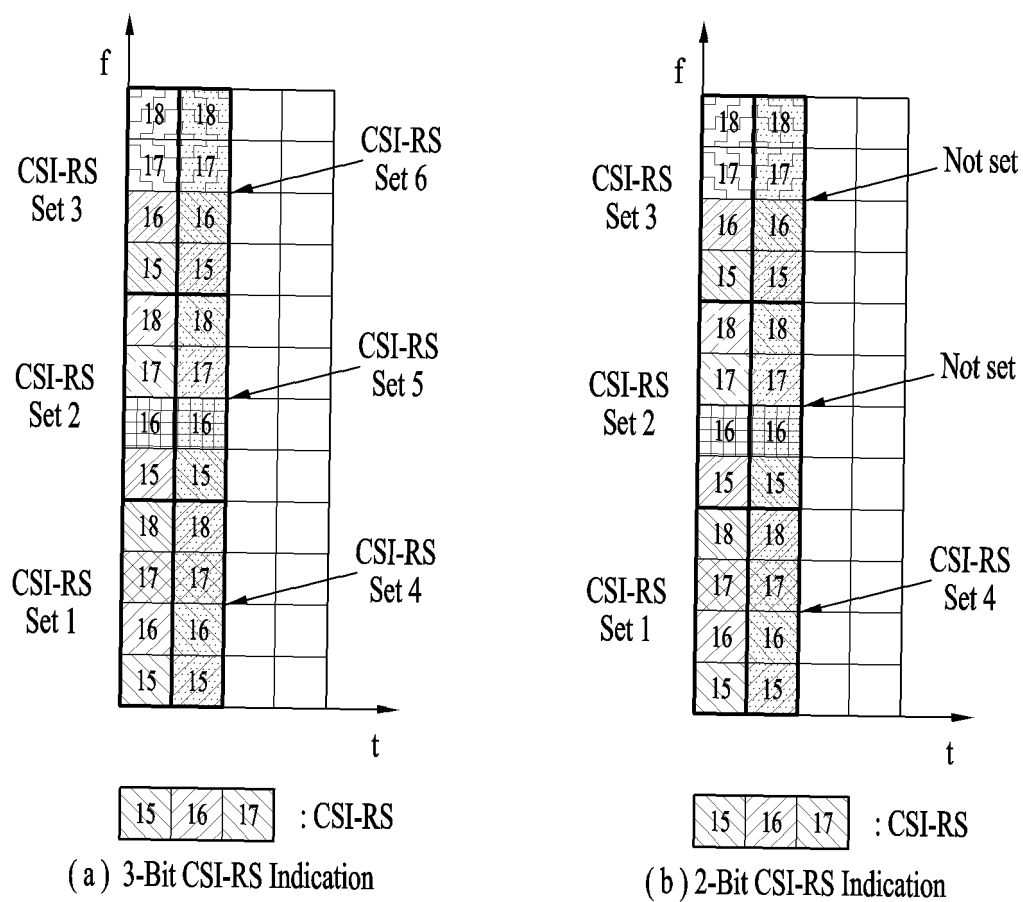 f
18 18
17 17
16 16
15 15
18 18
17 17
16 16
15 15
18 18
17 17
16 16
15 15
CSI-RS
Set 3
CSI-RS
Set 2
CSI-RS
Set 1
CSI-RS
Set 6
CSI-RS
Set 5
CSI-RS
Set 4
t
15 16 17 : CSI-RS
( a ) 3-Bit CSI-RS Indication
f
18 18
17 17
16 16
15 15
18 18
17 17
16 16
15 15
18 18
17 17
16 16
15 15
CSI-RS
Set 3
CSI-RS
Set 2
CSI-RS
Set 1
Not set
Not set
CSI-RS
Set 4
t
15 16 17 : CSI-RS
( b ) 2-Bit CSI-RS Indication